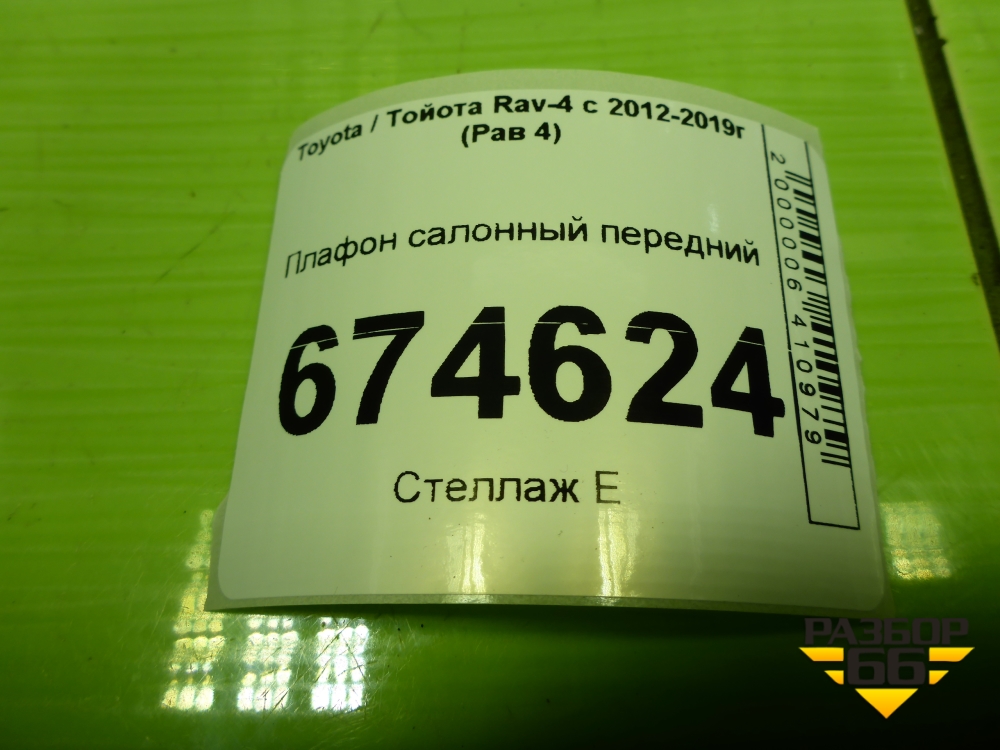 Toyota / Тойота Rav-4 с 2012-2019г
(Рав 4)
Плафон салонный передний
674624
Стеллаж Е
2000006410979
РАЗБОР
66